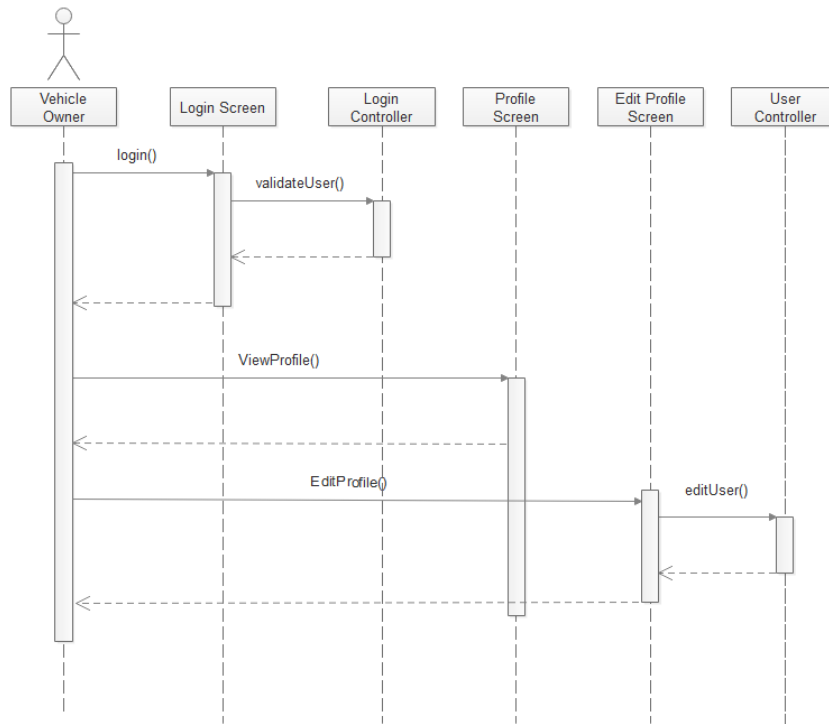 Vehicle
Owner
Login Screen
Login
Controller
Profile
Screen
Edit Profile
Screen
User
Controller
login()
validateUser()
ViewProfile()
EditProfile()
editUser()